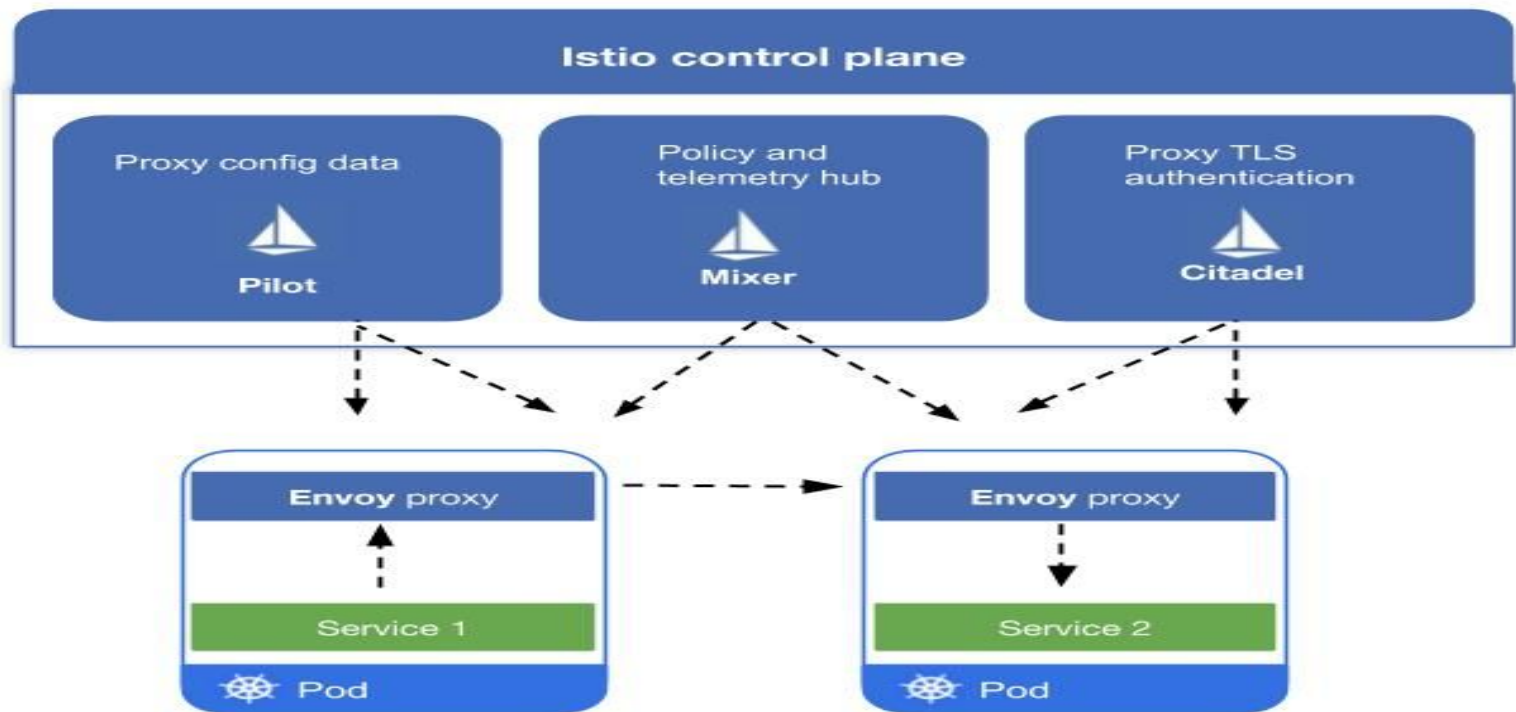 Istio control plane
Proxy config data
Pilot
Policy and
telemetry hub
Mixer
Proxy TLS
authentication
Citadel
Envoy proxy
Service 1
Pod
Envoy proxy
Service 2
Pod